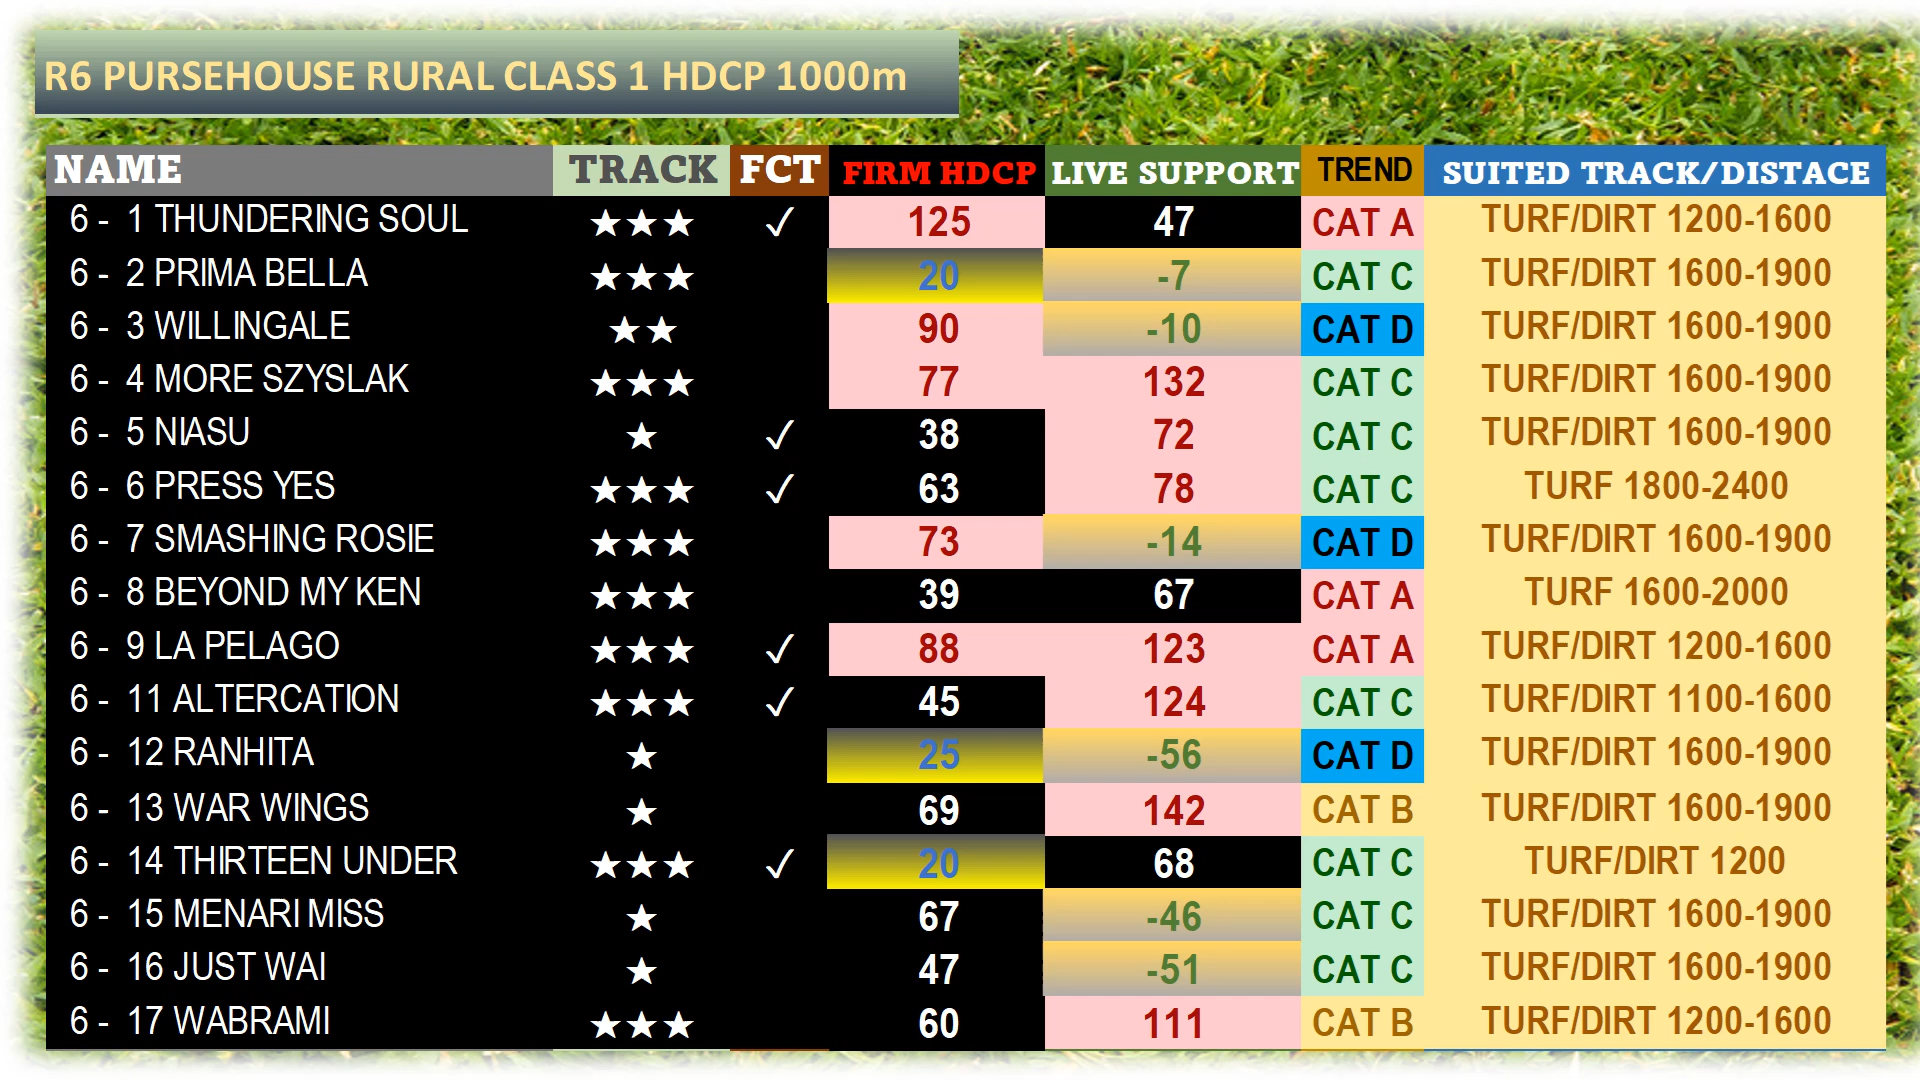 R6 PURSEHOUSE RURAL CLASS 1 HDCP 1000m
NAME TRACK FCT FIRM HDCP LIVE SUPPORT TREND SUITED TRACK/DISTACE
6 - 1 THUNDERING SOUL ★★★ ✓ 125 47 CAT A TURF/DIRT 1200-1600
6 - 2 PRIMA BELLA ★★★ 20 -7 CAT C TURF/DIRT 1600-1900
6 - 3 WILLINGALE ★★ 90 -10 CAT D TURF/DIRT 1600-1900
6 - 4 MORE SZYSLAK ★★★ 77 132 CAT C TURF/DIRT 1600-1900
6 - 5 NIASU ★ ✓ 38 72 CAT C TURF/DIRT 1600-1900
6 - 6 PRESS YES ★★★ ✓ 63 78 CAT C TURF 1800-2400
6 - 7 SMASHING ROSIE ★★★ 73 -14 CAT D TURF/DIRT 1600-1900
6 - 8 BEYOND MY KEN ★★★ 39 67 CAT A TURF 1600-2000
6 - 9 LA PELAGO ★★★ ✓ 88 123 CAT A TURF/DIRT 1200-1600
6 - 11 ALTERCATION ★★★ ✓ 45 124 CAT C TURF/DIRT 1100-1600
6 - 12 RANHITA ★ 25 -56 CAT D TURF/DIRT 1600-1900
6 - 13 WAR WINGS ★ 69 142 CAT B TURF/DIRT 1600-1900
6 - 14 THIRTEEN UNDER ★★★ ✓ 20 68 CAT C TURF/DIRT 1200
6 - 15 MENARI MISS ★ 67 -46 CAT C TURF/DIRT 1600-1900
6 - 16 JUST WAI ★ 47 -51 CAT C TURF/DIRT 1600-1900
6 - 17 WABRAMI ★★★ 60 111 CAT B TURF/DIRT 1200-1600